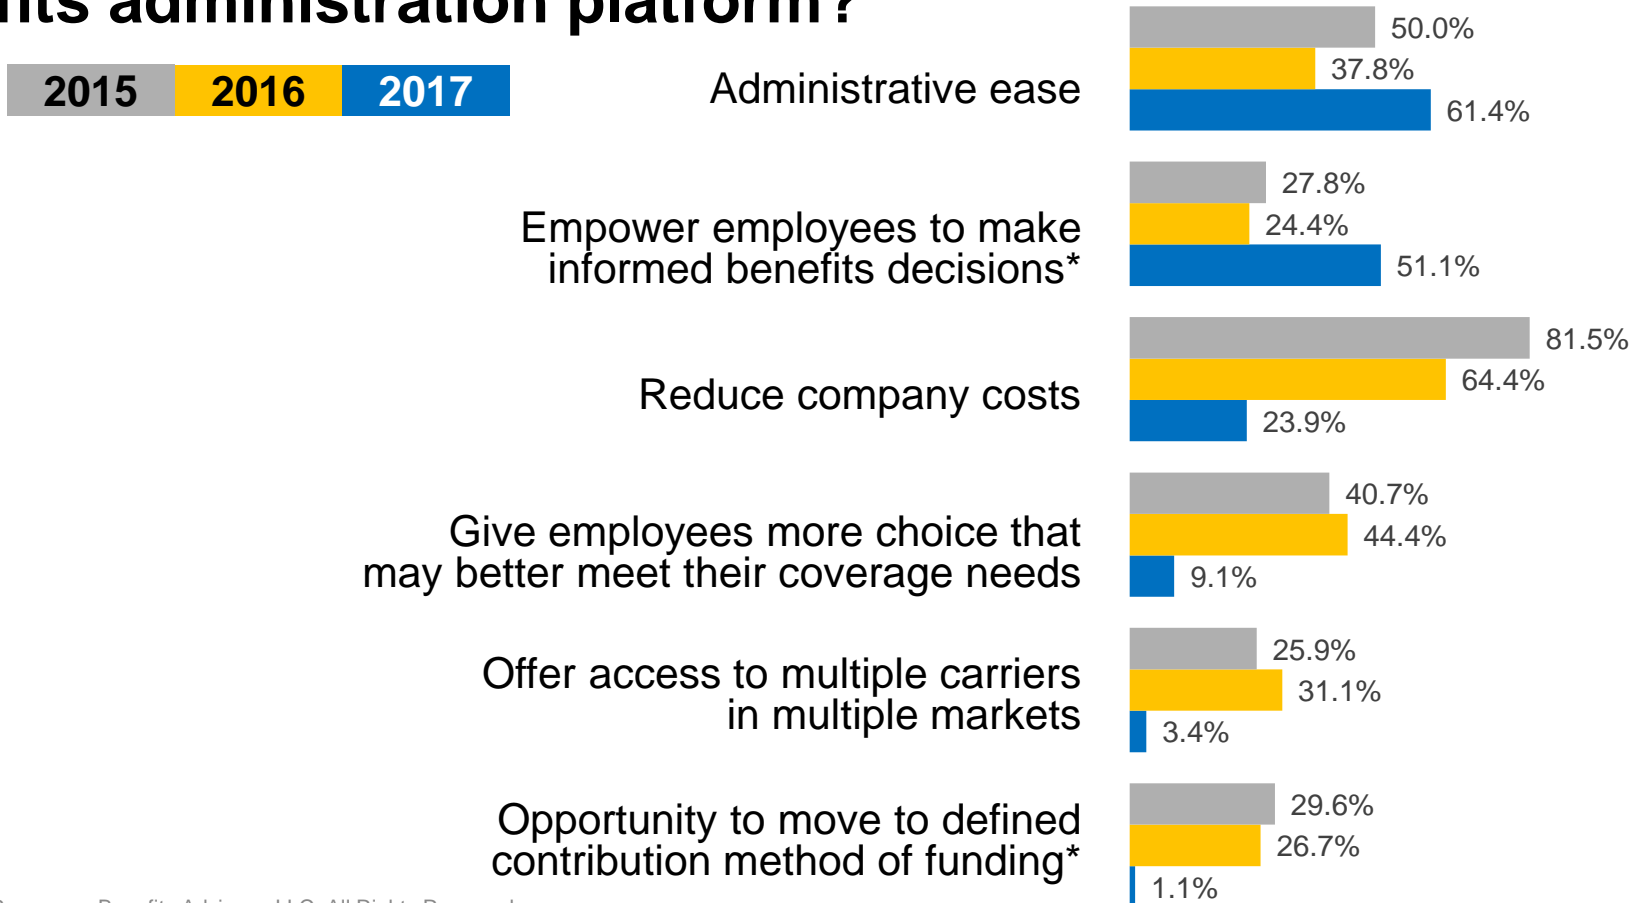 administration platform?
2015 2016 2017
Administrative ease
50.0%
37.8%
61.4%
Empower employees to make
informed benefits decisions*
27.8%
24.4%
51.1%
Reduce company costs
81.5%
64.4%
23.9%
Give employees more choice that
may better meet their coverage needs
40.7%
44.4%
9.1%
Offer access to multiple carriers
in multiple markets
25.9%
31.1%
3.4%
Opportunity to move to defined
contribution method of funding*
29.6%
26.7%
1.1%